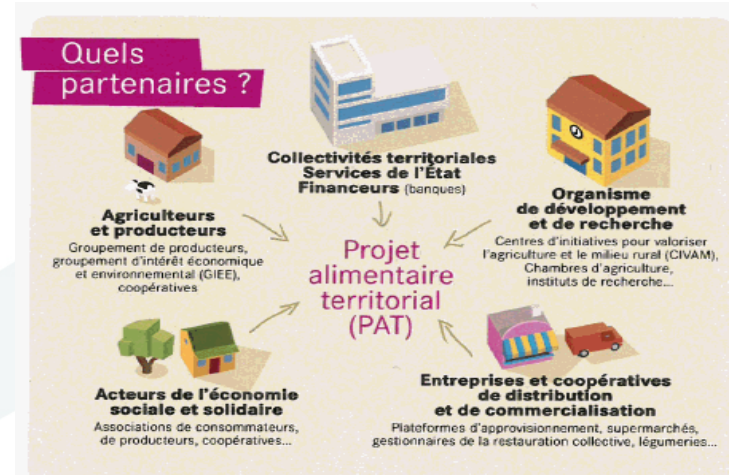 Quels
partenaires ?
Collectivités territoriales
Services de l'État
Financeurs (banques)
Agriculteurs
et producteurs
Groupement de producteurs,
groupement d'intérêt économique
et environnemental (GIEE),
coopératives
Organisme
de développement
et de recherche
Centres d'initiatives pour valoriser
l'agriculture et le milieu rural (CIVAM),
Chambres d'agriculture,
instituts de recherche...
Projet
alimentaire
territorial
(PAT)
Acteurs de l'économie
sociale et solidaire
Associations de consommateurs,
de producteurs, coopératives...
Entreprises et coopératives
de distribution
et de commercialisation
Plateformes d'approvisionnement, supermarchés,
gestionnaires de la restauration collective, légumeries...